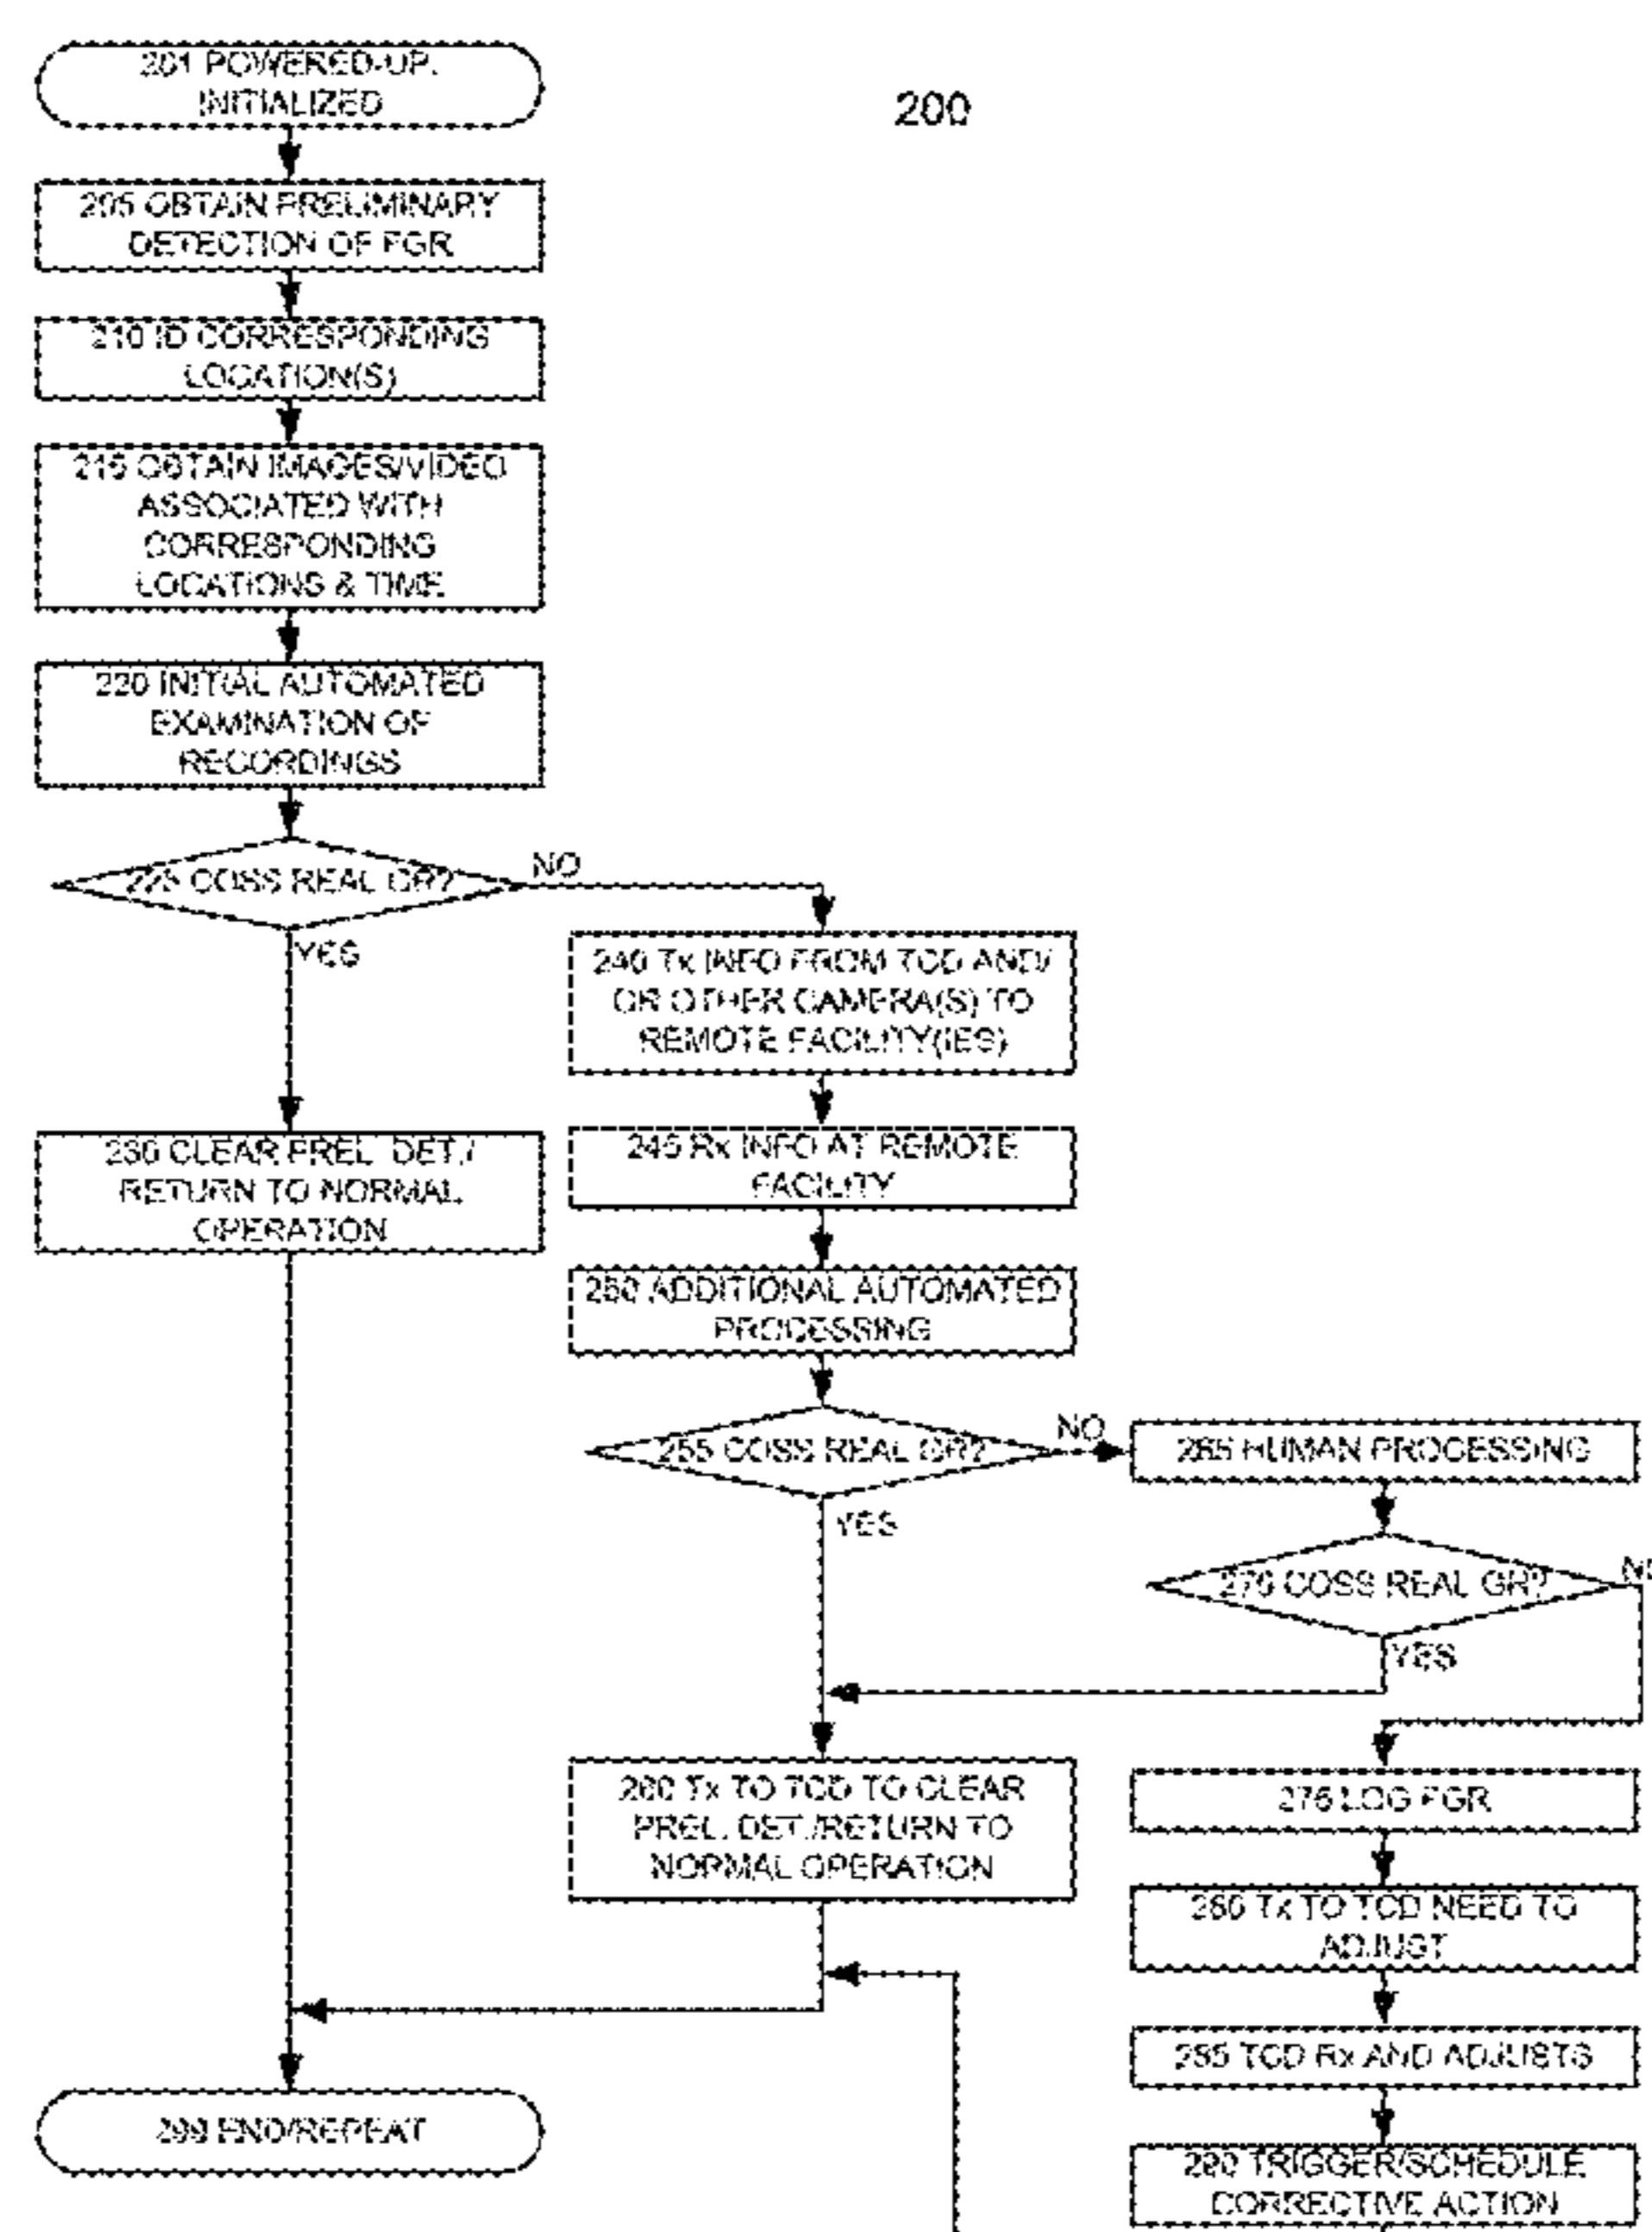 201 POWERED-UP,
INITIALIZED
200
205 OBTAIN PRELIMINARY
DETECTION OF FGR
210 ID CORRESPONDING
LOCATION(S)
215 OBTAIN IMAGES/VIDEO
ASSOCIATED WITH
CORRESPONDING
LOCATIONS & TIME
220 INITIAL AUTOMATED
EXAMINATION OF
RECORDINGS
225 COSS REAL GR?
NO
YES
230 CLEAR PREL. DET./
RETURN TO NORMAL
OPERATION
240 Tx INFO FROM TCD AND/
OR OTHER CAMERA(S) TO
REMOTE FACILITY(IES)
245 Rx INFO AT REMOTE
FACILITY
250 ADDITIONAL AUTOMATED
PROCESSING
255 COSS REAL GR?
NO
YES
265 HUMAN PROCESSING
270 COSS REAL GR?
YES
260 Tx TO TCD TO CLEAR
PREL. DET./RETURN TO
NORMAL OPERATION
275 LOG FGR
280 Tx TO TCD NEED TO
ADJUST
285 TCD Rx AND ADJUSTS
290 TRIGGER/SCHEDULE
CORRECTIVE ACTION
299 END/REPEAT